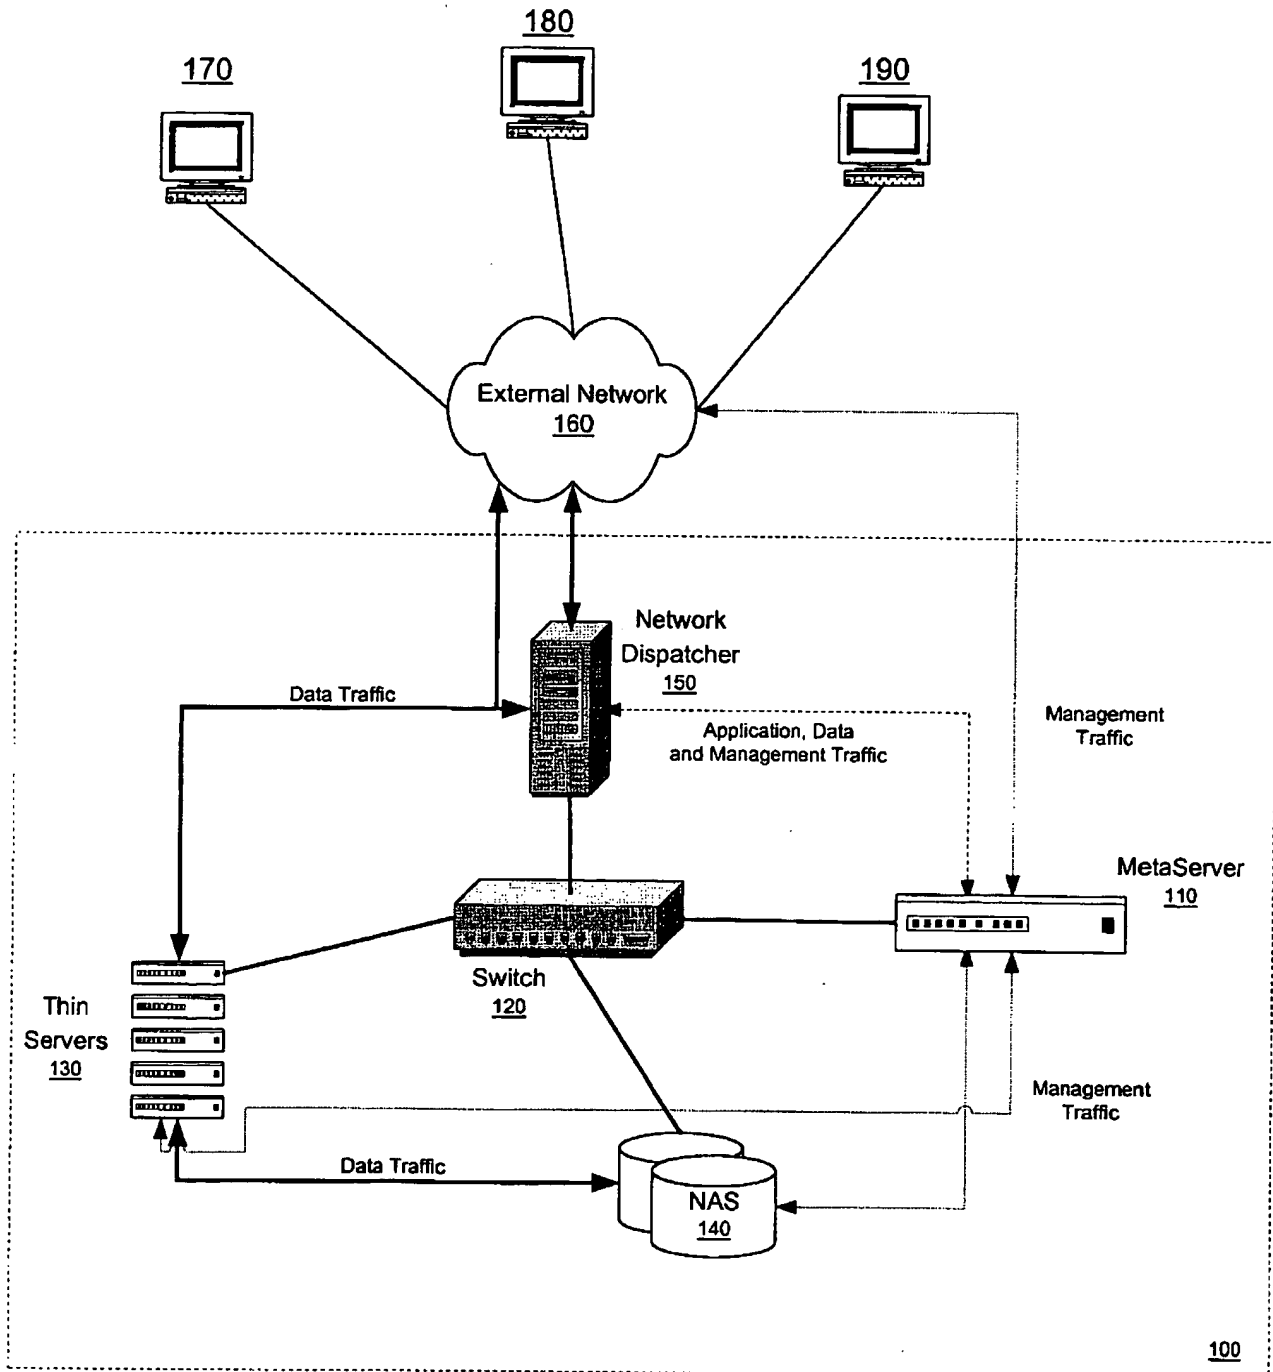 180
170
190
External Network
160
Network
Dispatcher
150
Data Traffic
Application, Data
and Management Traffic
Management
Traffic
MetaServer
110
Switch
120
Thin
Servers
130
Management
Traffic
Data Traffic
NAS
140
100